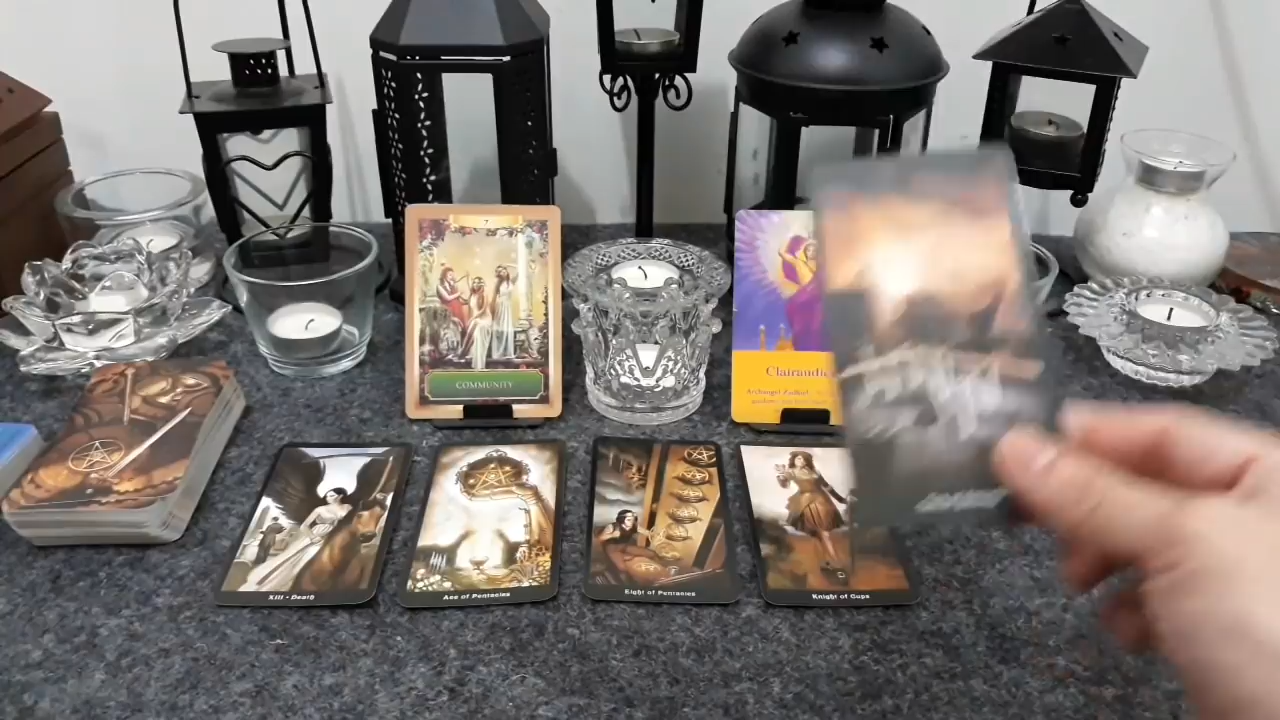 7
COMMUNITY
Clairaudie
Archangel Zadkiel
XIII • Death
Ace of Pentacles
Eight of Pentacles
Knight of Cups